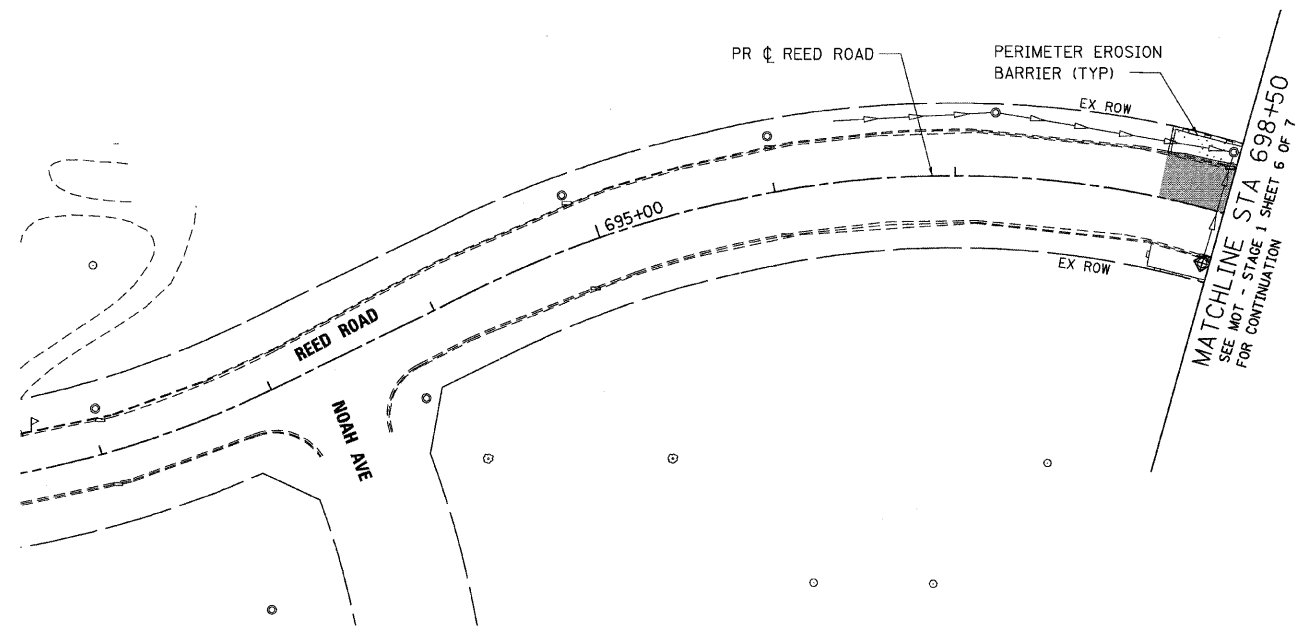 PR ℄ REED ROAD
PERIMETER EROSION
BARRIER (TYP)
EX ROW
695+00
REED ROAD
NOAH AVE
EX ROW
MATCHLINE STA 698+50
SEE MOT - STAGE 1 SHEET 6 OF 7
FOR CONTINUATION